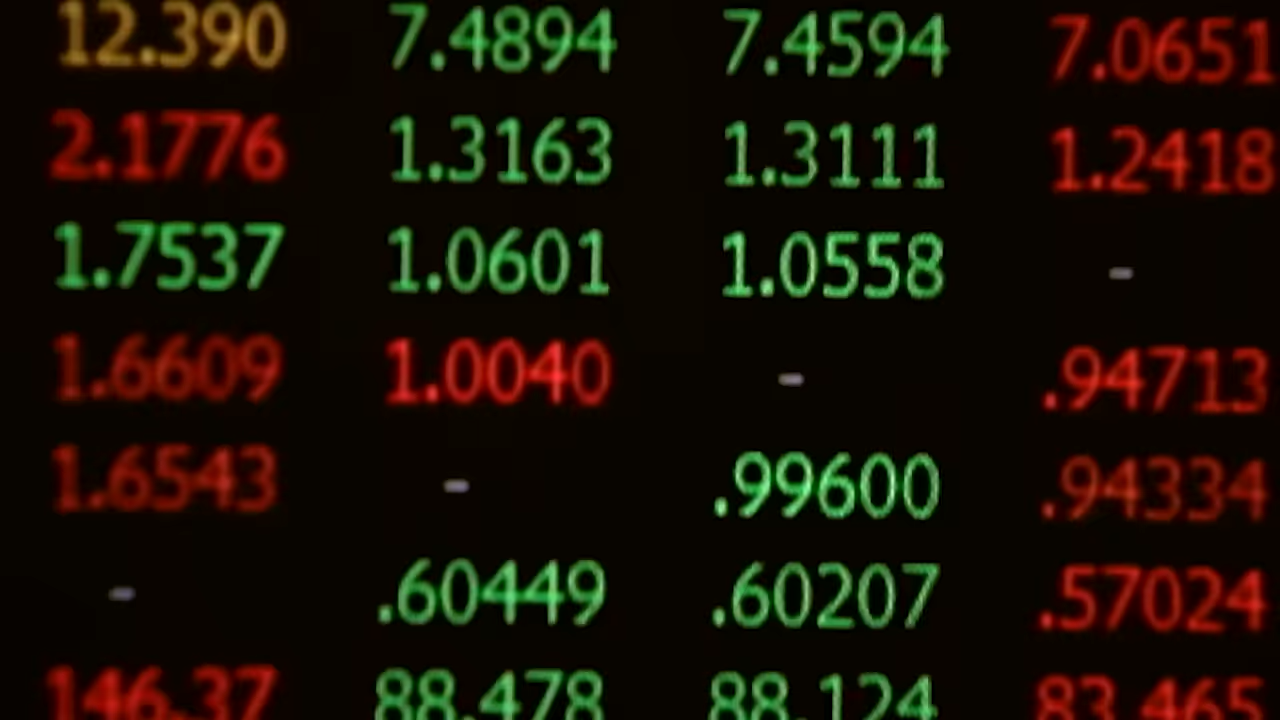 12.390 7.4894 7.4594 7.0651
2.1776 1.3163 1.3111 1.2418
1.7537 1.0601 1.0558 -
1.6609 1.0040 - .94713
1.6543 - .99600 .94334
- .60449 .60207 .57024
146.37 88.478 88.124 83.465